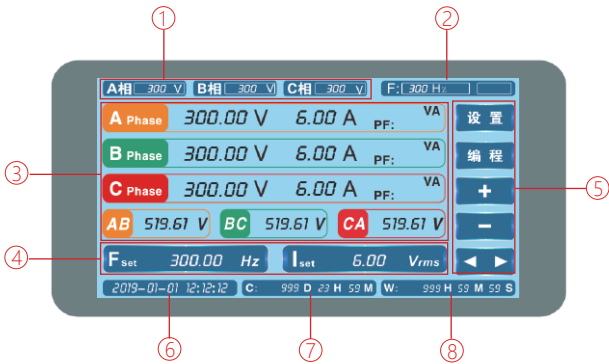 ① ②
A相 300 V B相 300 V C相 300 V F: 300 Hz
A Phase 300.00 V 6.00 A PF: VA 设置
B Phase 300.00 V 6.00 A PF: VA 编程
③ C Phase 300.00 V 6.00 A PF: VA + ⑤
AB 519.61 V BC 519.61 V CA 519.61 V −
④ Fset 300.00 Hz Iset 6.00 Vrms ◀ ▶
2019-01-01 12:12:12 C: 999 D 23 H 59 M W: 999 H 59 M 59 S
⑥ ⑦ ⑧